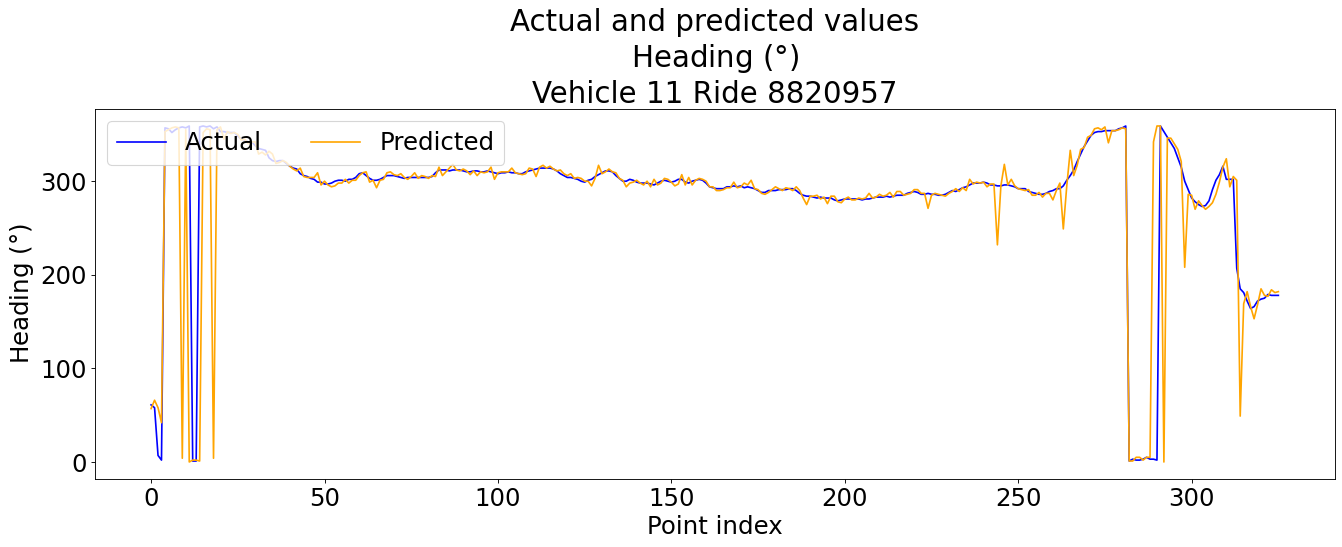 Actual and predicted values
Heading (°)
Vehicle 11 Ride 8820957
Actual
Predicted
Heading (°)
300
200
100
0
0
50
100
150
200
250
300
Point index